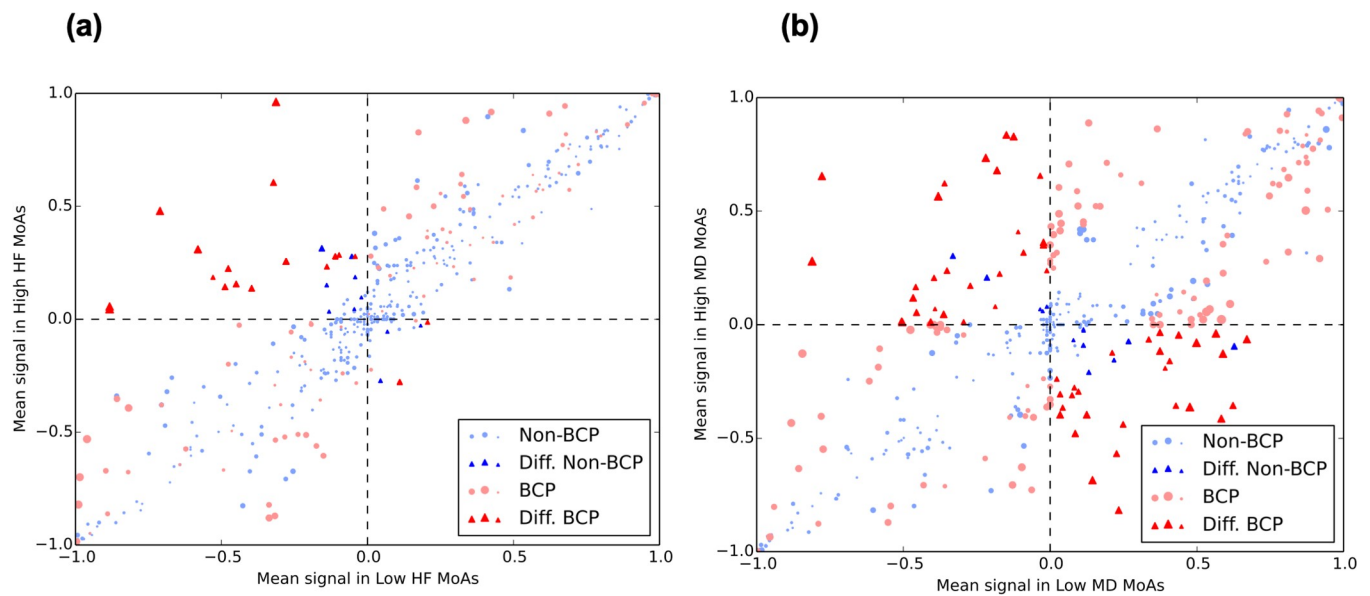 (a)
(b)
Mean signal in High HF MoAs
1.0
0.5
0.0
−0.5
−1.0
−1.0 −0.5 0.0 0.5 1.0
Mean signal in Low HF MoAs
Non-BCP
Diff. Non-BCP
BCP
Diff. BCP
Mean signal in High MD MoAs
1.0
0.5
0.0
−0.5
−1.0
−1.0 −0.5 0.0 0.5 1.0
Mean signal in Low MD MoAs
Non-BCP
Diff. Non-BCP
BCP
Diff. BCP